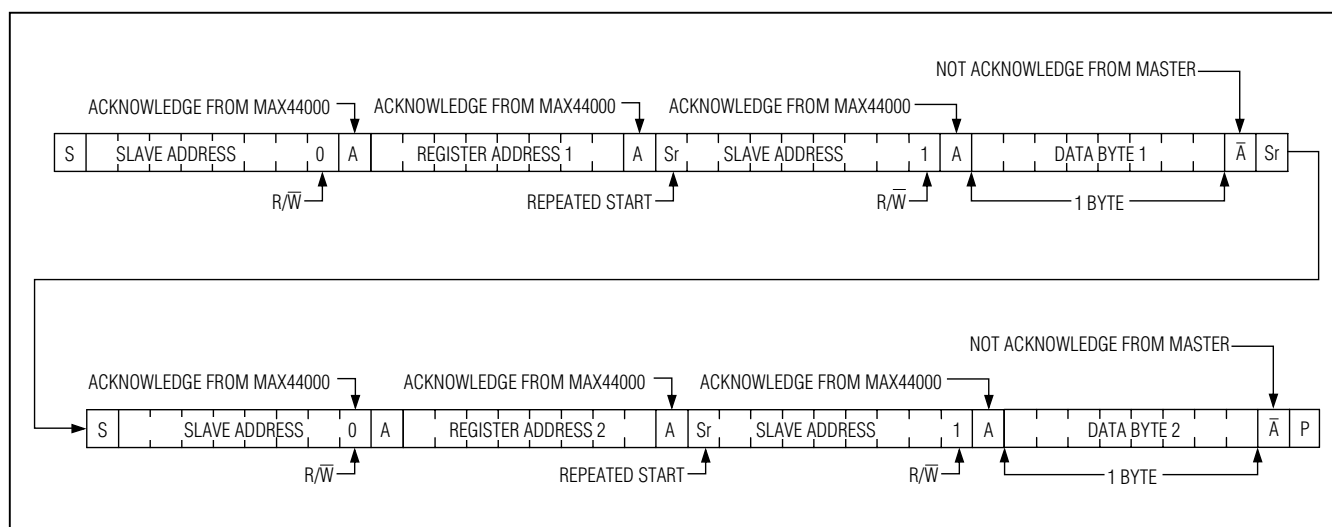 NOT ACKNOWLEDGE FROM MASTER
ACKNOWLEDGE FROM MAX44000 ACKNOWLEDGE FROM MAX44000 ACKNOWLEDGE FROM MAX44000
S SLAVE ADDRESS 0 A REGISTER ADDRESS 1 A Sr SLAVE ADDRESS 1 A DATA BYTE 1 A̅ Sr
R/W̅ REPEATED START R/W̅ 1 BYTE
NOT ACKNOWLEDGE FROM MASTER
ACKNOWLEDGE FROM MAX44000 ACKNOWLEDGE FROM MAX44000 ACKNOWLEDGE FROM MAX44000
S SLAVE ADDRESS 0 A REGISTER ADDRESS 2 A Sr SLAVE ADDRESS 1 A DATA BYTE 2 A̅ P
R/W̅ REPEATED START R/W̅ 1 BYTE